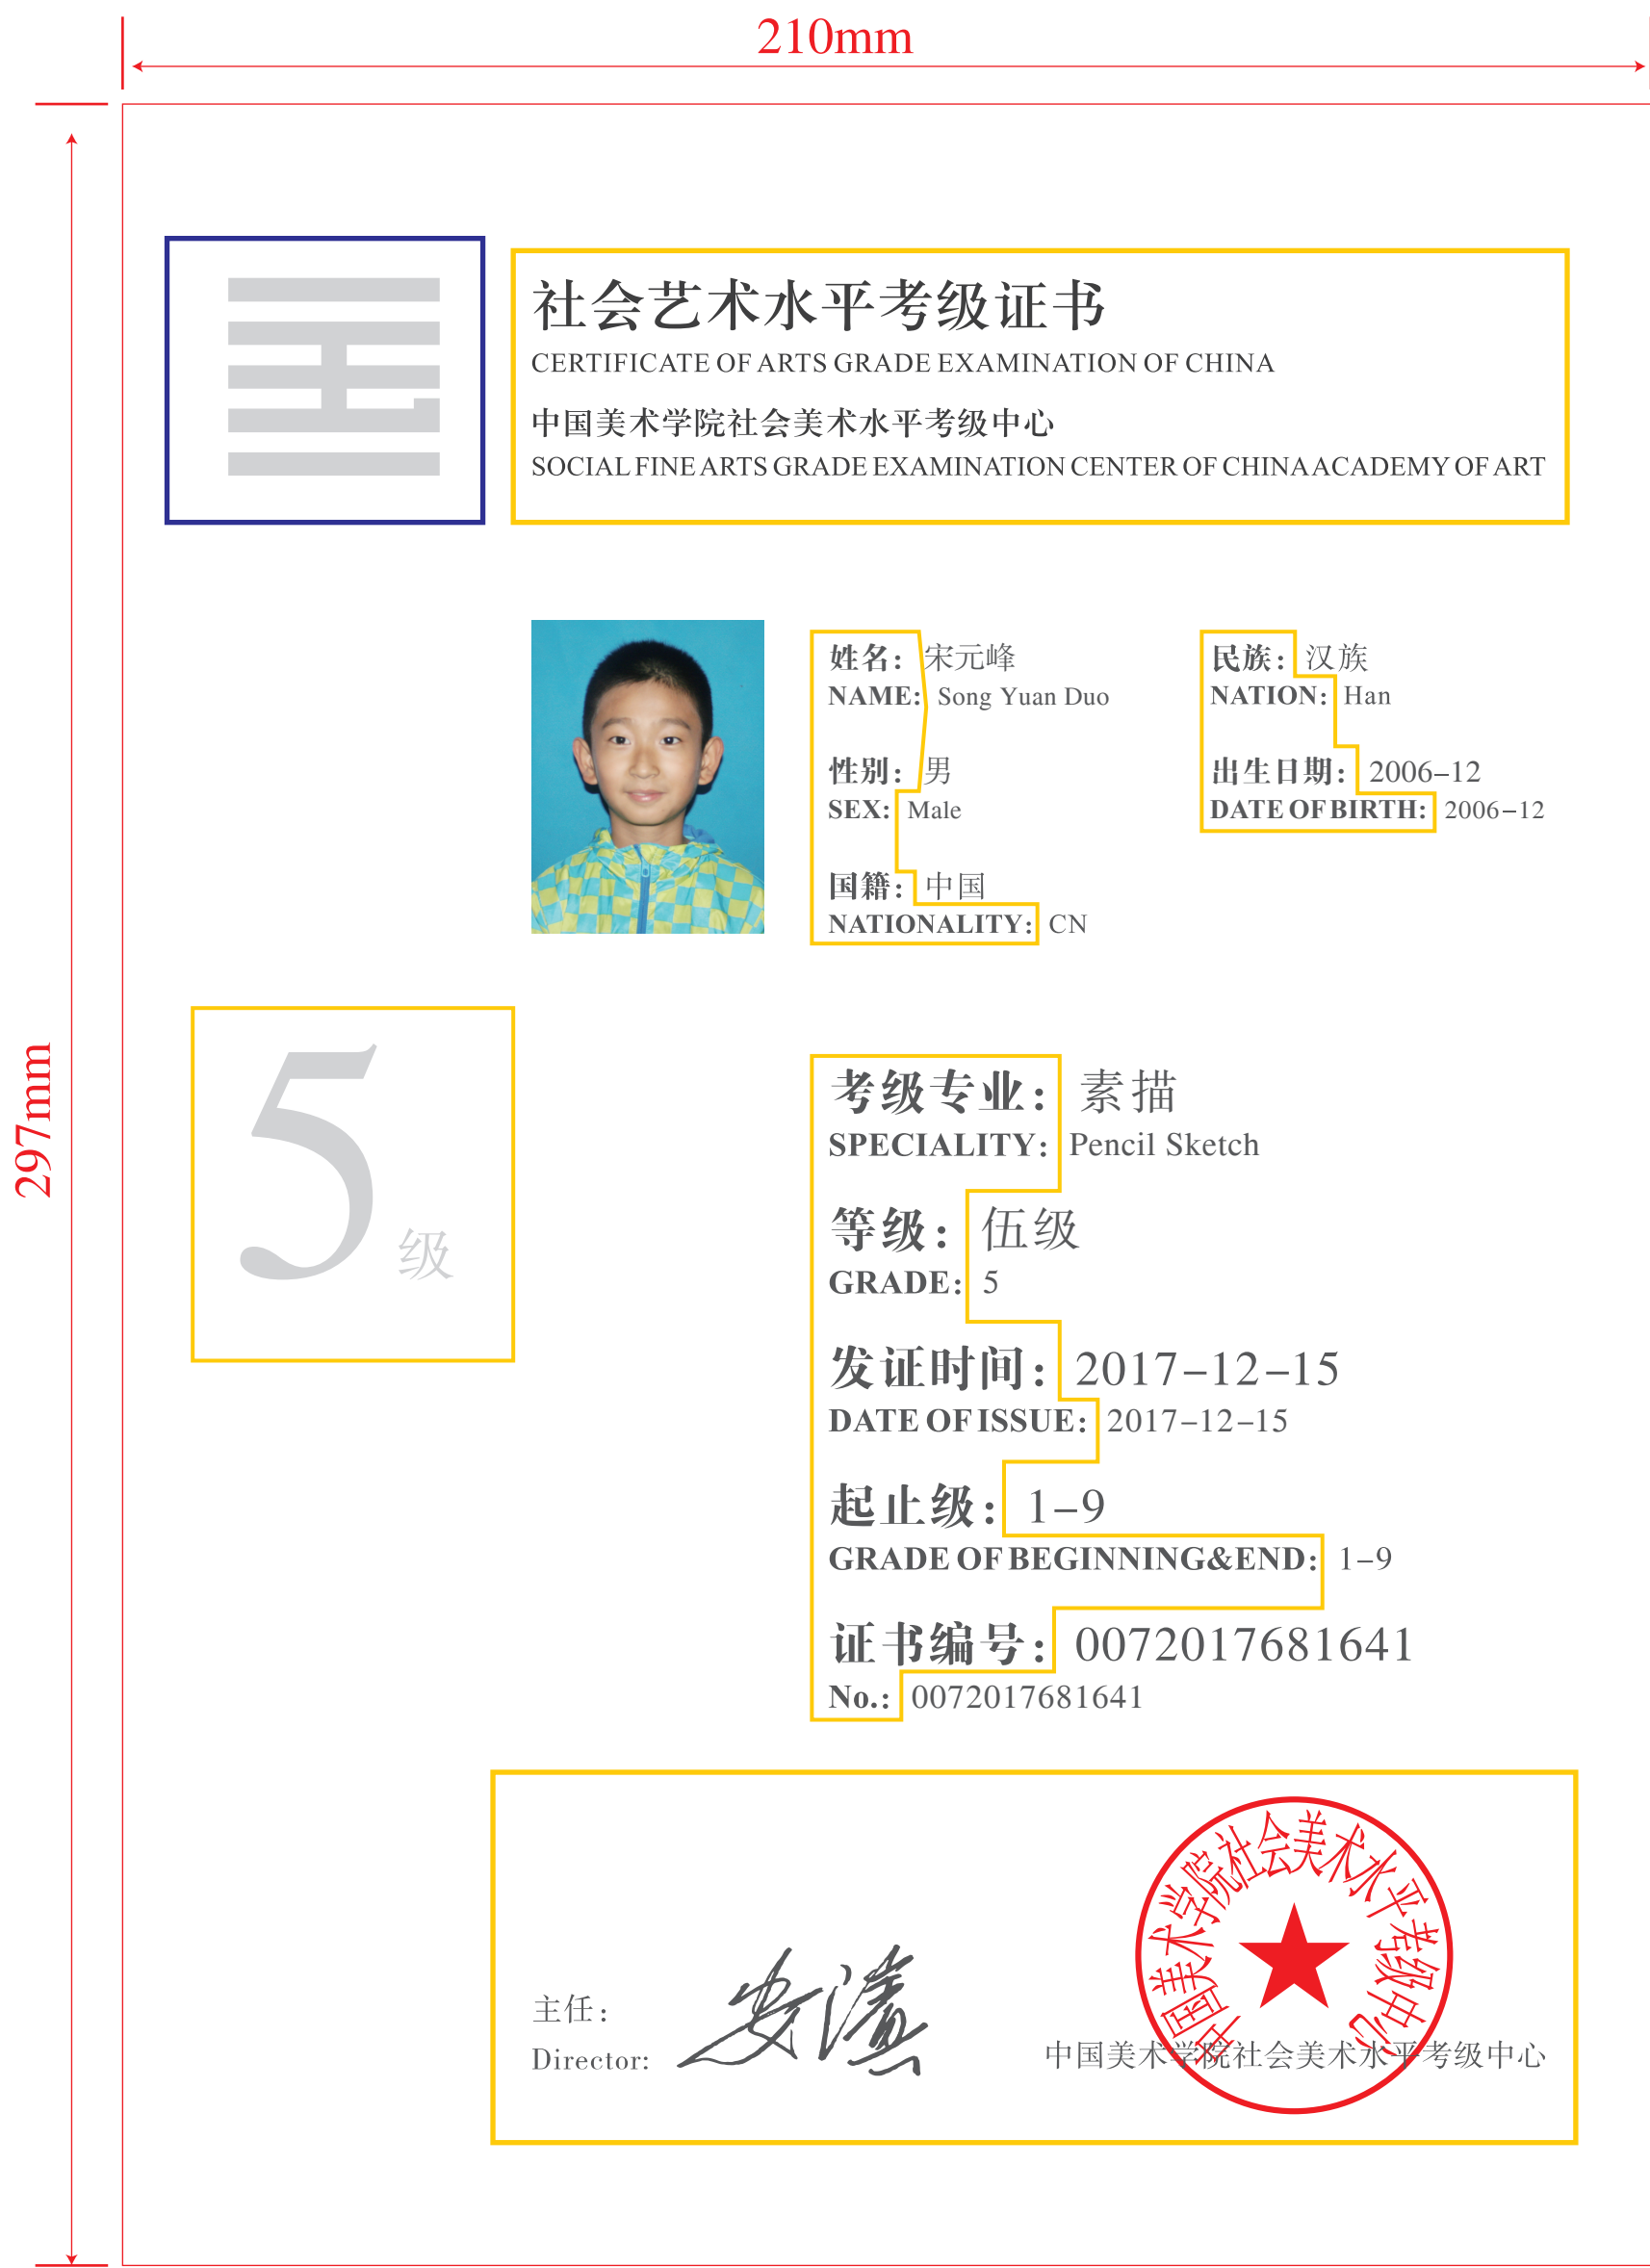 210mm
297mm
社会艺术水平考级证书
CERTIFICATE OF ARTS GRADE EXAMINATION OF CHINA
中国美术学院社会美术水平考级中心
SOCIAL FINE ARTS GRADE EXAMINATION CENTER OF CHINA ACADEMY OF ART
姓名：宋元峰
NAME: Song Yuan Duo
民族：汉族
NATION: Han
性别：男
SEX: Male
出生日期：2006-12
DATE OF BIRTH: 2006-12
国籍：中国
NATIONALITY: CN
5级
考级专业：素描
SPECIALITY: Pencil Sketch
等级：伍级
GRADE: 5
发证时间：2017-12-15
DATE OF ISSUE: 2017-12-15
起止级：1-9
GRADE OF BEGINNING&END: 1-9
证书编号：0072017681641
No.: 0072017681641
中国美术学院社会美术水平考级中心
主任：
Director:
中国美术学院社会美术水平考级中心